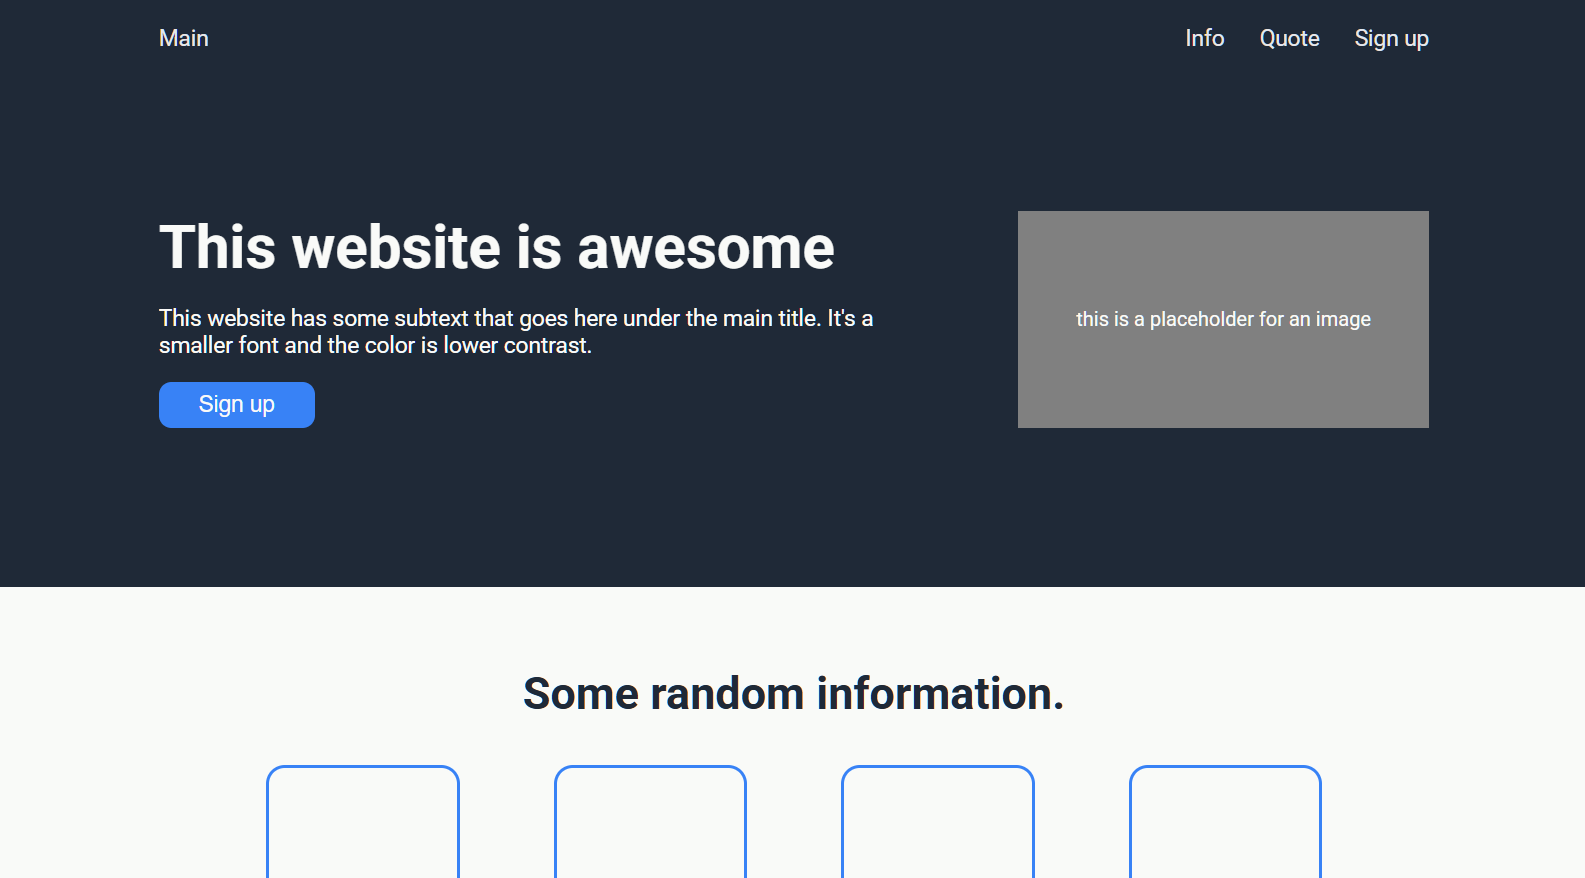 Main
Info
Quote
Sign up
This website is awesome
This website has some subtext that goes here under the main title. It's a
smaller font and the color is lower contrast.
Sign up
this is a placeholder for an image
Some random information.